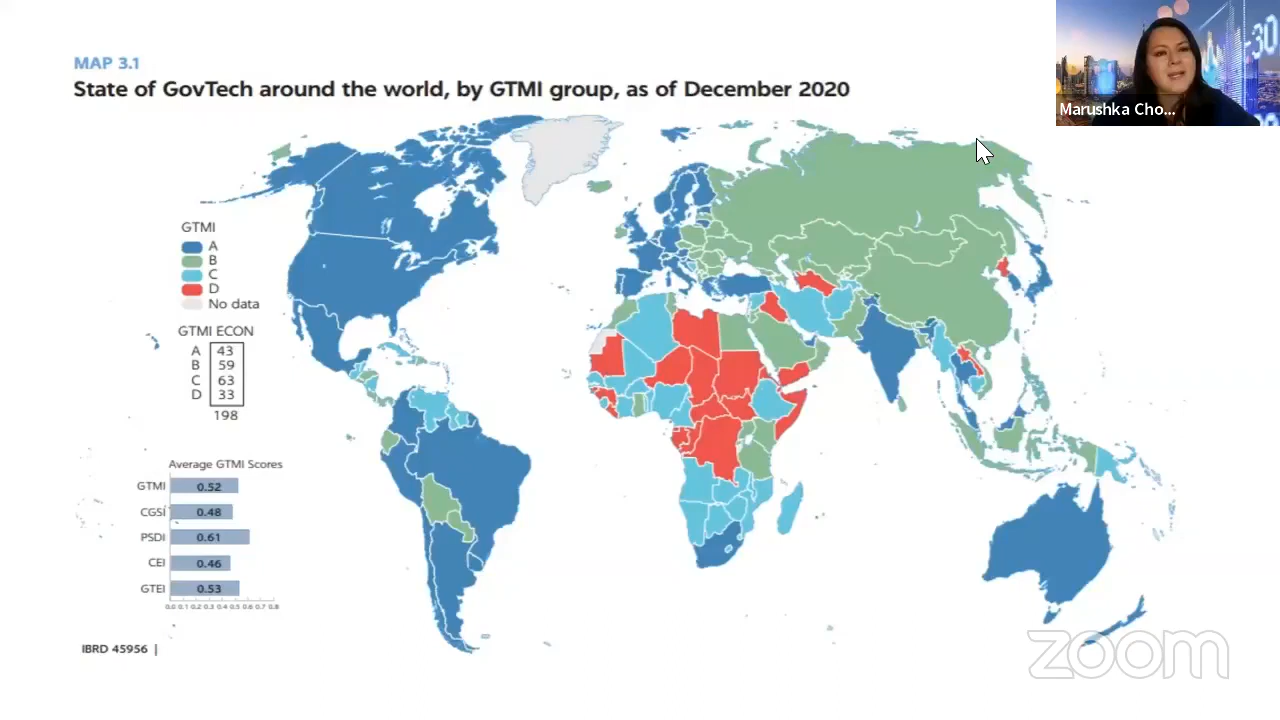 MAP 3.1
State of GovTech around the world, by GTMI group, as of December 2020
Marushka Cho...
GTMI
A
B
C
D
No data
GTMI ECON
A 43
B 59
C 63
D 33
198
Average GTMI Scores
GTMI 0.52
CGSI 0.48
PSDI 0.61
CEI 0.46
GTEI 0.53
0.0 0.1 0.2 0.3 0.4 0.5 0.6 0.7 0.8
IBRD 45956 |
zoom
-30